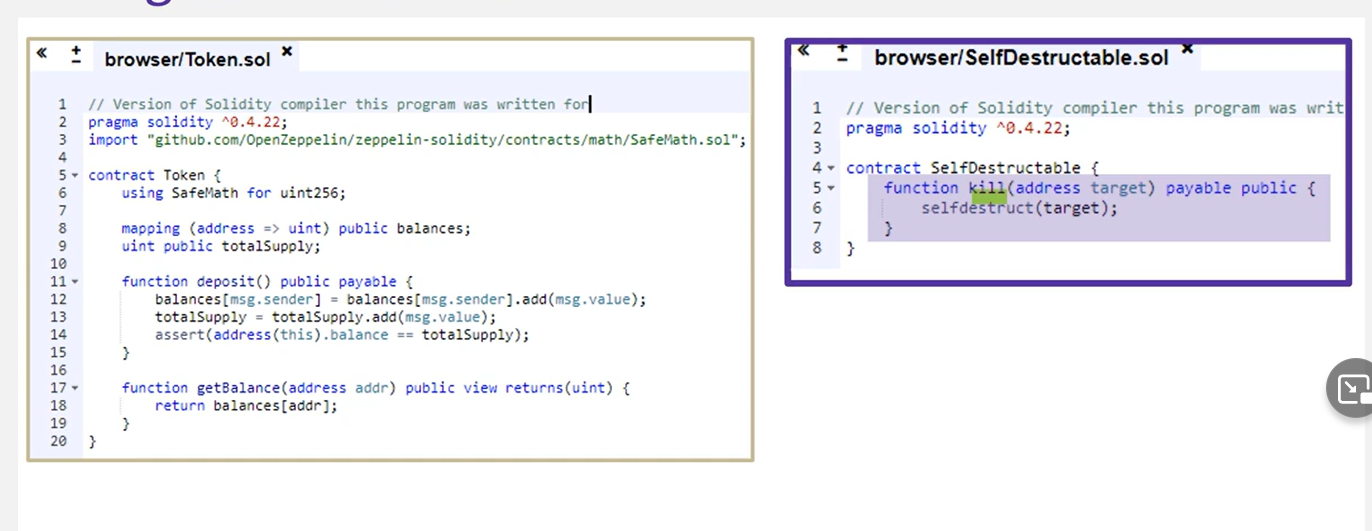 browser/Token.sol
1 // Version of Solidity compiler this program was written for
2 pragma solidity ^0.4.22;
3 import "github.com/OpenZeppelin/zeppelin-solidity/contracts/math/SafeMath.sol";
4
5 contract Token {
6 using SafeMath for uint256;
7
8 mapping (address => uint) public balances;
9 uint public totalSupply;
10
11 function deposit() public payable {
12 balances[msg.sender] = balances[msg.sender].add(msg.value);
13 totalSupply = totalSupply.add(msg.value);
14 assert(address(this).balance == totalSupply);
15 }
16
17 function getBalance(address addr) public view returns(uint) {
18 return balances[addr];
19 }
20 }
browser/SelfDestructable.sol
1 // Version of Solidity compiler this program was writ
2 pragma solidity ^0.4.22;
3
4 contract SelfDestructable {
5 function kill(address target) payable public {
6 selfdestruct(target);
7 }
8 }